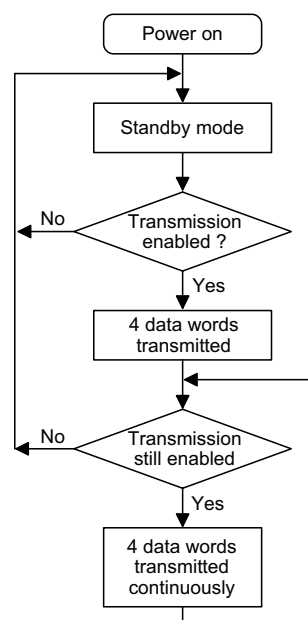 Power on
Standby mode
Transmission
enabled ?
No
Yes
4 data words
transmitted
Transmission
still enabled
No
Yes
4 data words
transmitted
continuously